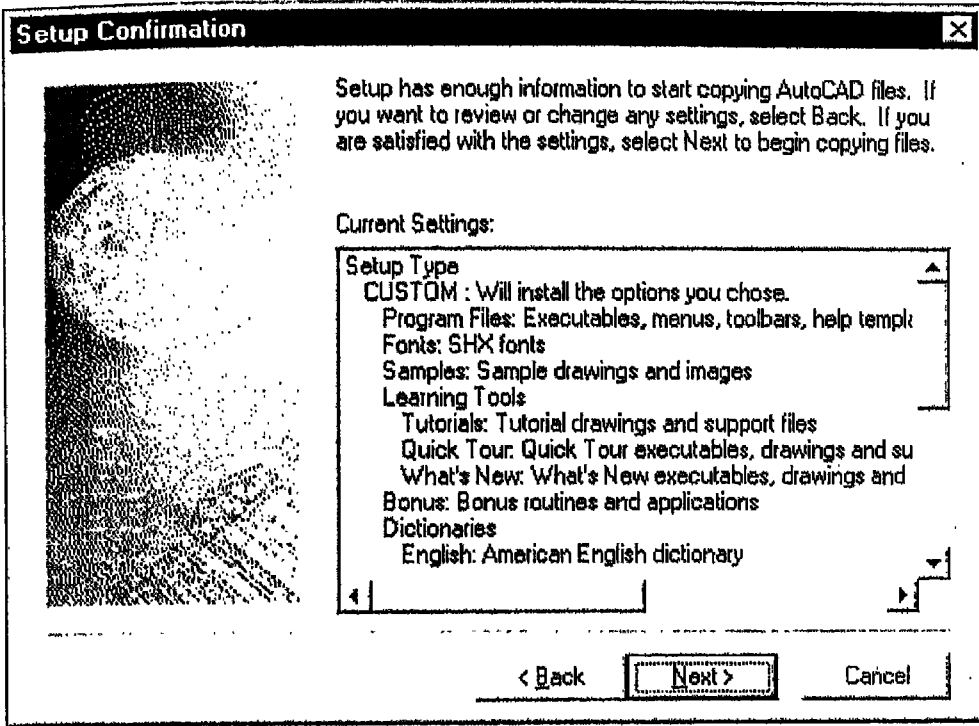 Setup Confirmation
Setup has enough information to start copying AutoCAD files. If
you want to review or change any settings, select Back. If you
are satisfied with the settings, select Next to begin copying files.
Current Settings:
Setup Type
CUSTOM : Will install the options you chose.
Program Files: Executables, menus, toolbars, help templa
Fonts: SHX fonts
Samples: Sample drawings and images
Learning Tools
Tutorials: Tutorial drawings and support files
Quick Tour: Quick Tour executables, drawings and su
What's New: What's New executables, drawings and
Bonus: Bonus routines and applications
Dictionaries
English: American English dictionary
< Back
Next >
Cancel